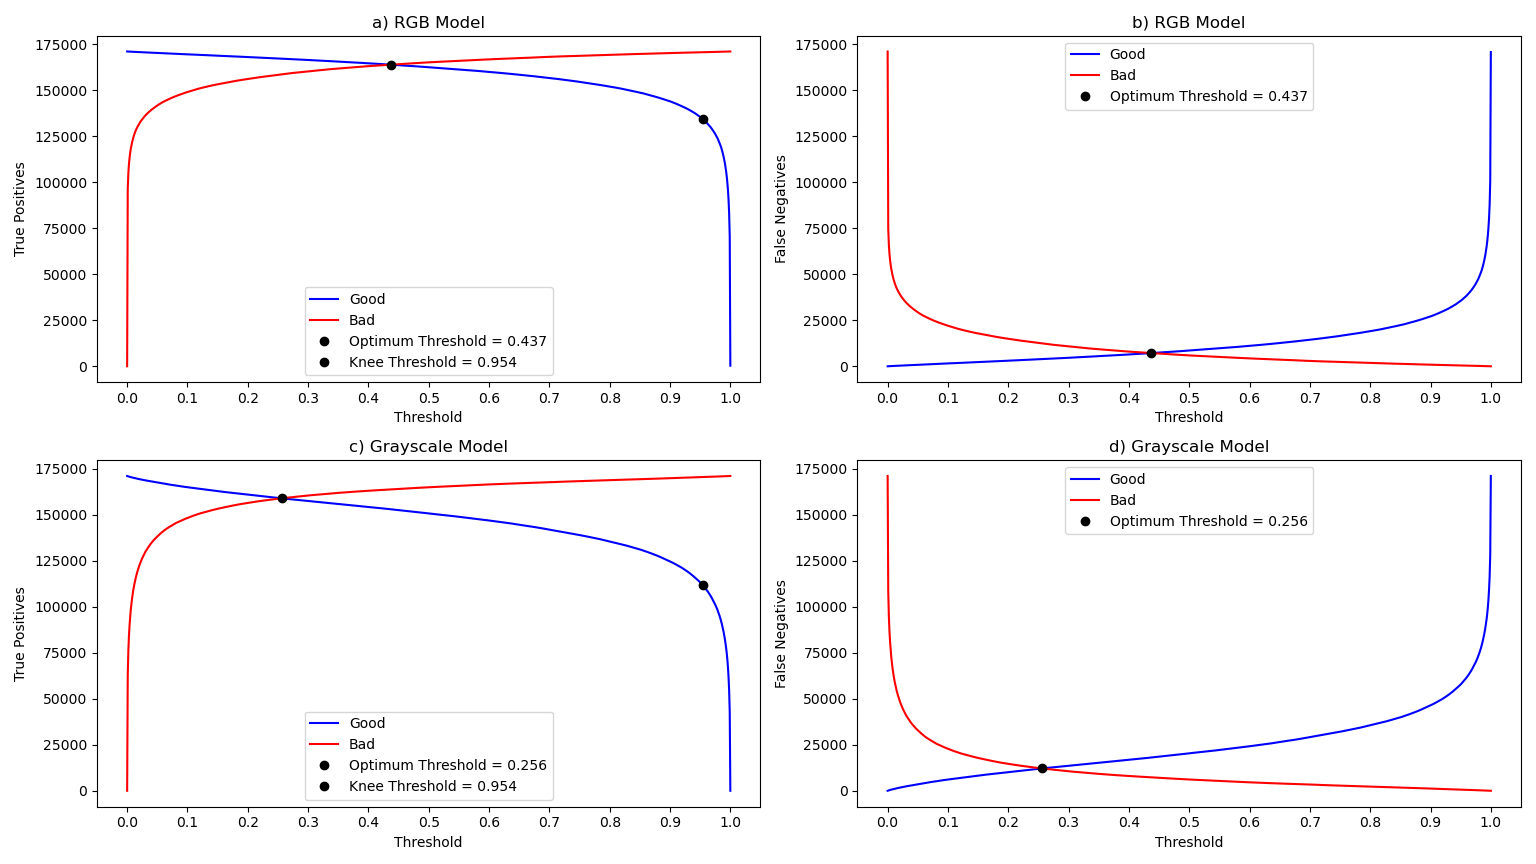 a) RGB Model
175000
150000
125000
100000
75000
50000
25000
0
True Positives
Good
Bad
Optimum Threshold = 0.437
Knee Threshold = 0.954
0.0 0.1 0.2 0.3 0.4 0.5 0.6 0.7 0.8 0.9 1.0
Threshold
b) RGB Model
175000
150000
125000
100000
75000
50000
25000
0
False Negatives
Good
Bad
Optimum Threshold = 0.437
0.0 0.1 0.2 0.3 0.4 0.5 0.6 0.7 0.8 0.9 1.0
Threshold
c) Grayscale Model
175000
150000
125000
100000
75000
50000
25000
0
True Positives
Good
Bad
Optimum Threshold = 0.256
Knee Threshold = 0.954
0.0 0.1 0.2 0.3 0.4 0.5 0.6 0.7 0.8 0.9 1.0
Threshold
d) Grayscale Model
175000
150000
125000
100000
75000
50000
25000
0
False Negatives
Good
Bad
Optimum Threshold = 0.256
0.0 0.1 0.2 0.3 0.4 0.5 0.6 0.7 0.8 0.9 1.0
Threshold